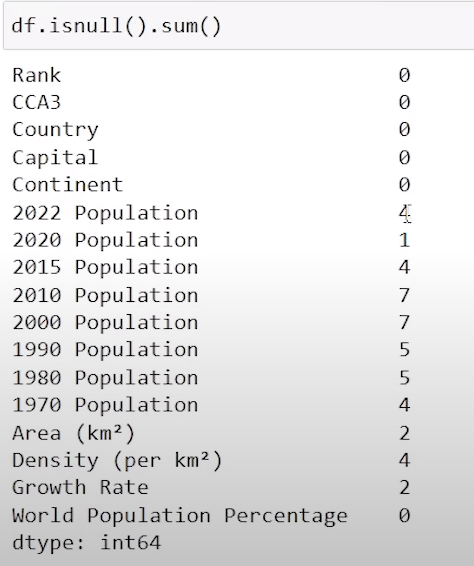 df.isnull().sum()
Rank 0
CCA3 0
Country 0
Capital 0
Continent 0
2022 Population 4
2020 Population 1
2015 Population 4
2010 Population 7
2000 Population 7
1990 Population 5
1980 Population 5
1970 Population 4
Area (km²) 2
Density (per km²) 4
Growth Rate 2
World Population Percentage 0
dtype: int64